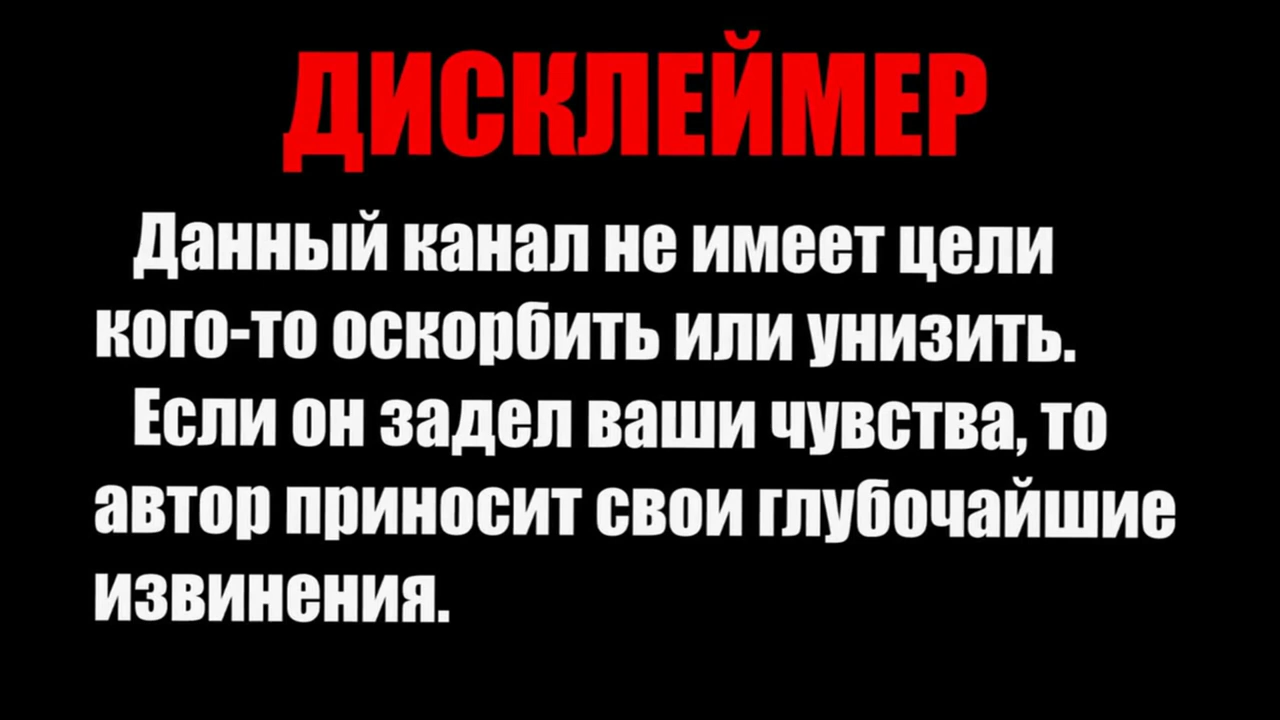 ДИСКЛЕЙМЕР
Данный канал не имеет цели
кого-то оскорбить или унизить.
Если он задел ваши чувства, то
автор приносит свои глубочайшие
извинения.